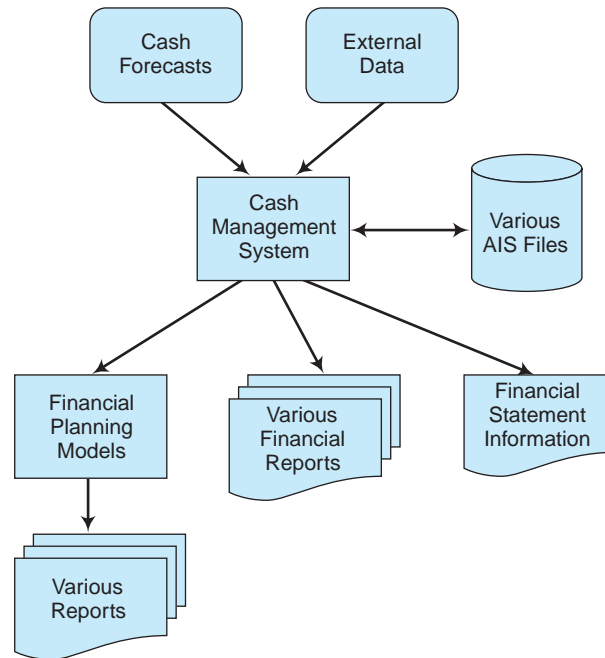 Cash
Forecasts
External
Data
Cash
Management
System
Various
AIS Files
Financial
Planning
Models
Various
Financial
Reports
Financial
Statement
Information
Various
Reports